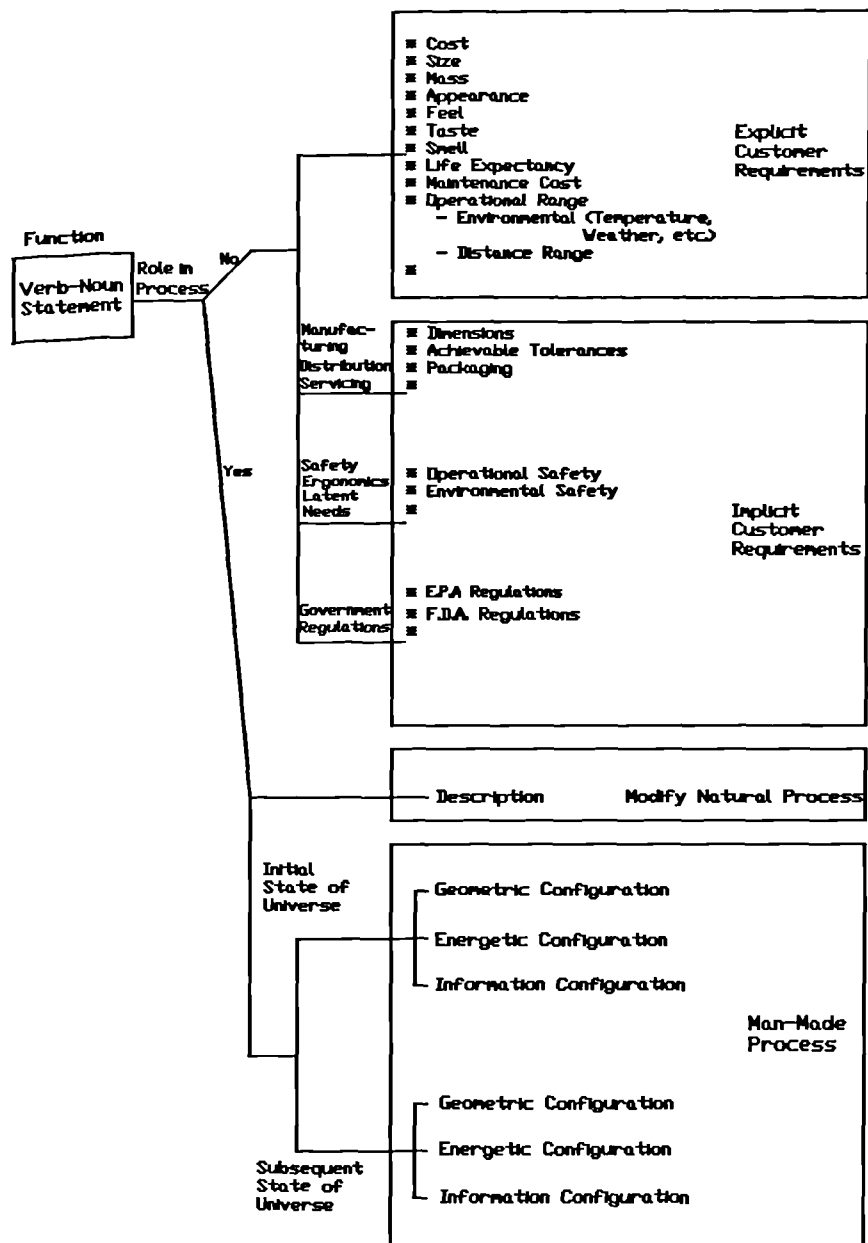 Function
Verb-Noun
Statement
Role in
Process
No
Yes
※ Cost
※ Size
※ Mass
※ Appearance
※ Feel
※ Taste
※ Smell
※ Life Expectancy
※ Maintenance Cost
※ Operational Range
- Environmental (Temperature,
Weather, etc.)
- Distance Range
※
Explicit
Customer
Requirements
Manufac-
turing
Distribution
Servicing
※ Dimensions
※ Achievable Tolerances
※ Packaging
※
Safety
Ergonomics
Latent
Needs
※ Operational Safety
※ Environmental Safety
※
Implicit
Customer
Requirements
Government
Regulations
※ E.P.A Regulations
※ F.D.A. Regulations
※
Description
Modify Natural Process
Initial
State of
Universe
Geometric Configuration
Energetic Configuration
Information Configuration
Man-Made
Process
Subsequent
State of
Universe
Geometric Configuration
Energetic Configuration
Information Configuration